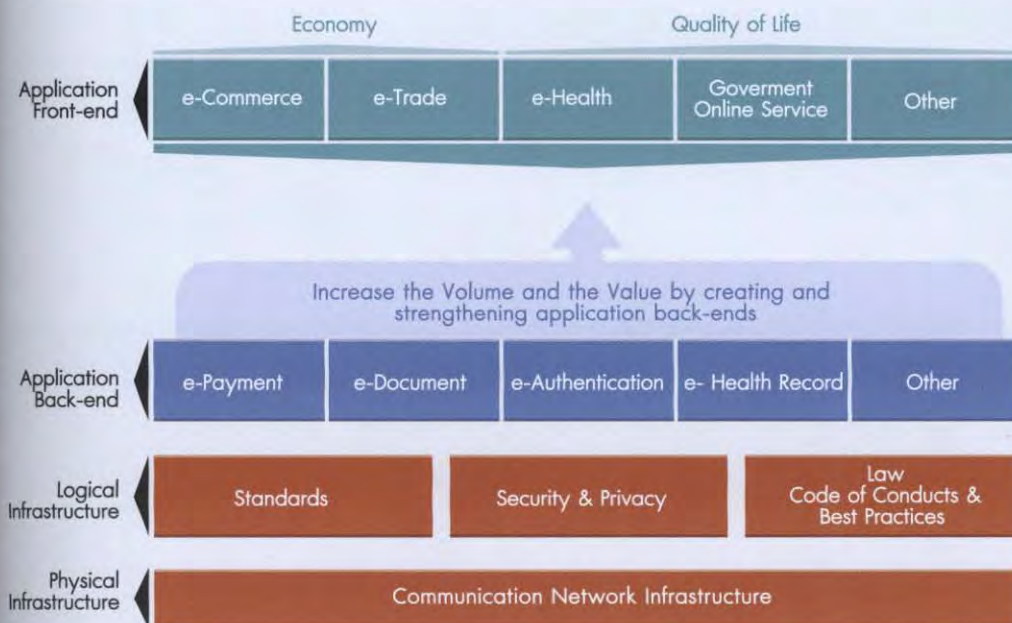 Economy
Quality of Life
Application
Front-end
e-Commerce
e-Trade
e-Health
Goverment
Online Service
Other
Increase the Volume and the Value by creating and
strengthening application back-ends
Application
Back-end
e-Payment
e-Document
e-Authentication
e- Health Record
Other
Logical
Infrastructure
Standards
Security & Privacy
Law
Code of Conducts &
Best Practices
Physical
Infrastructure
Communication Network Infrastructure